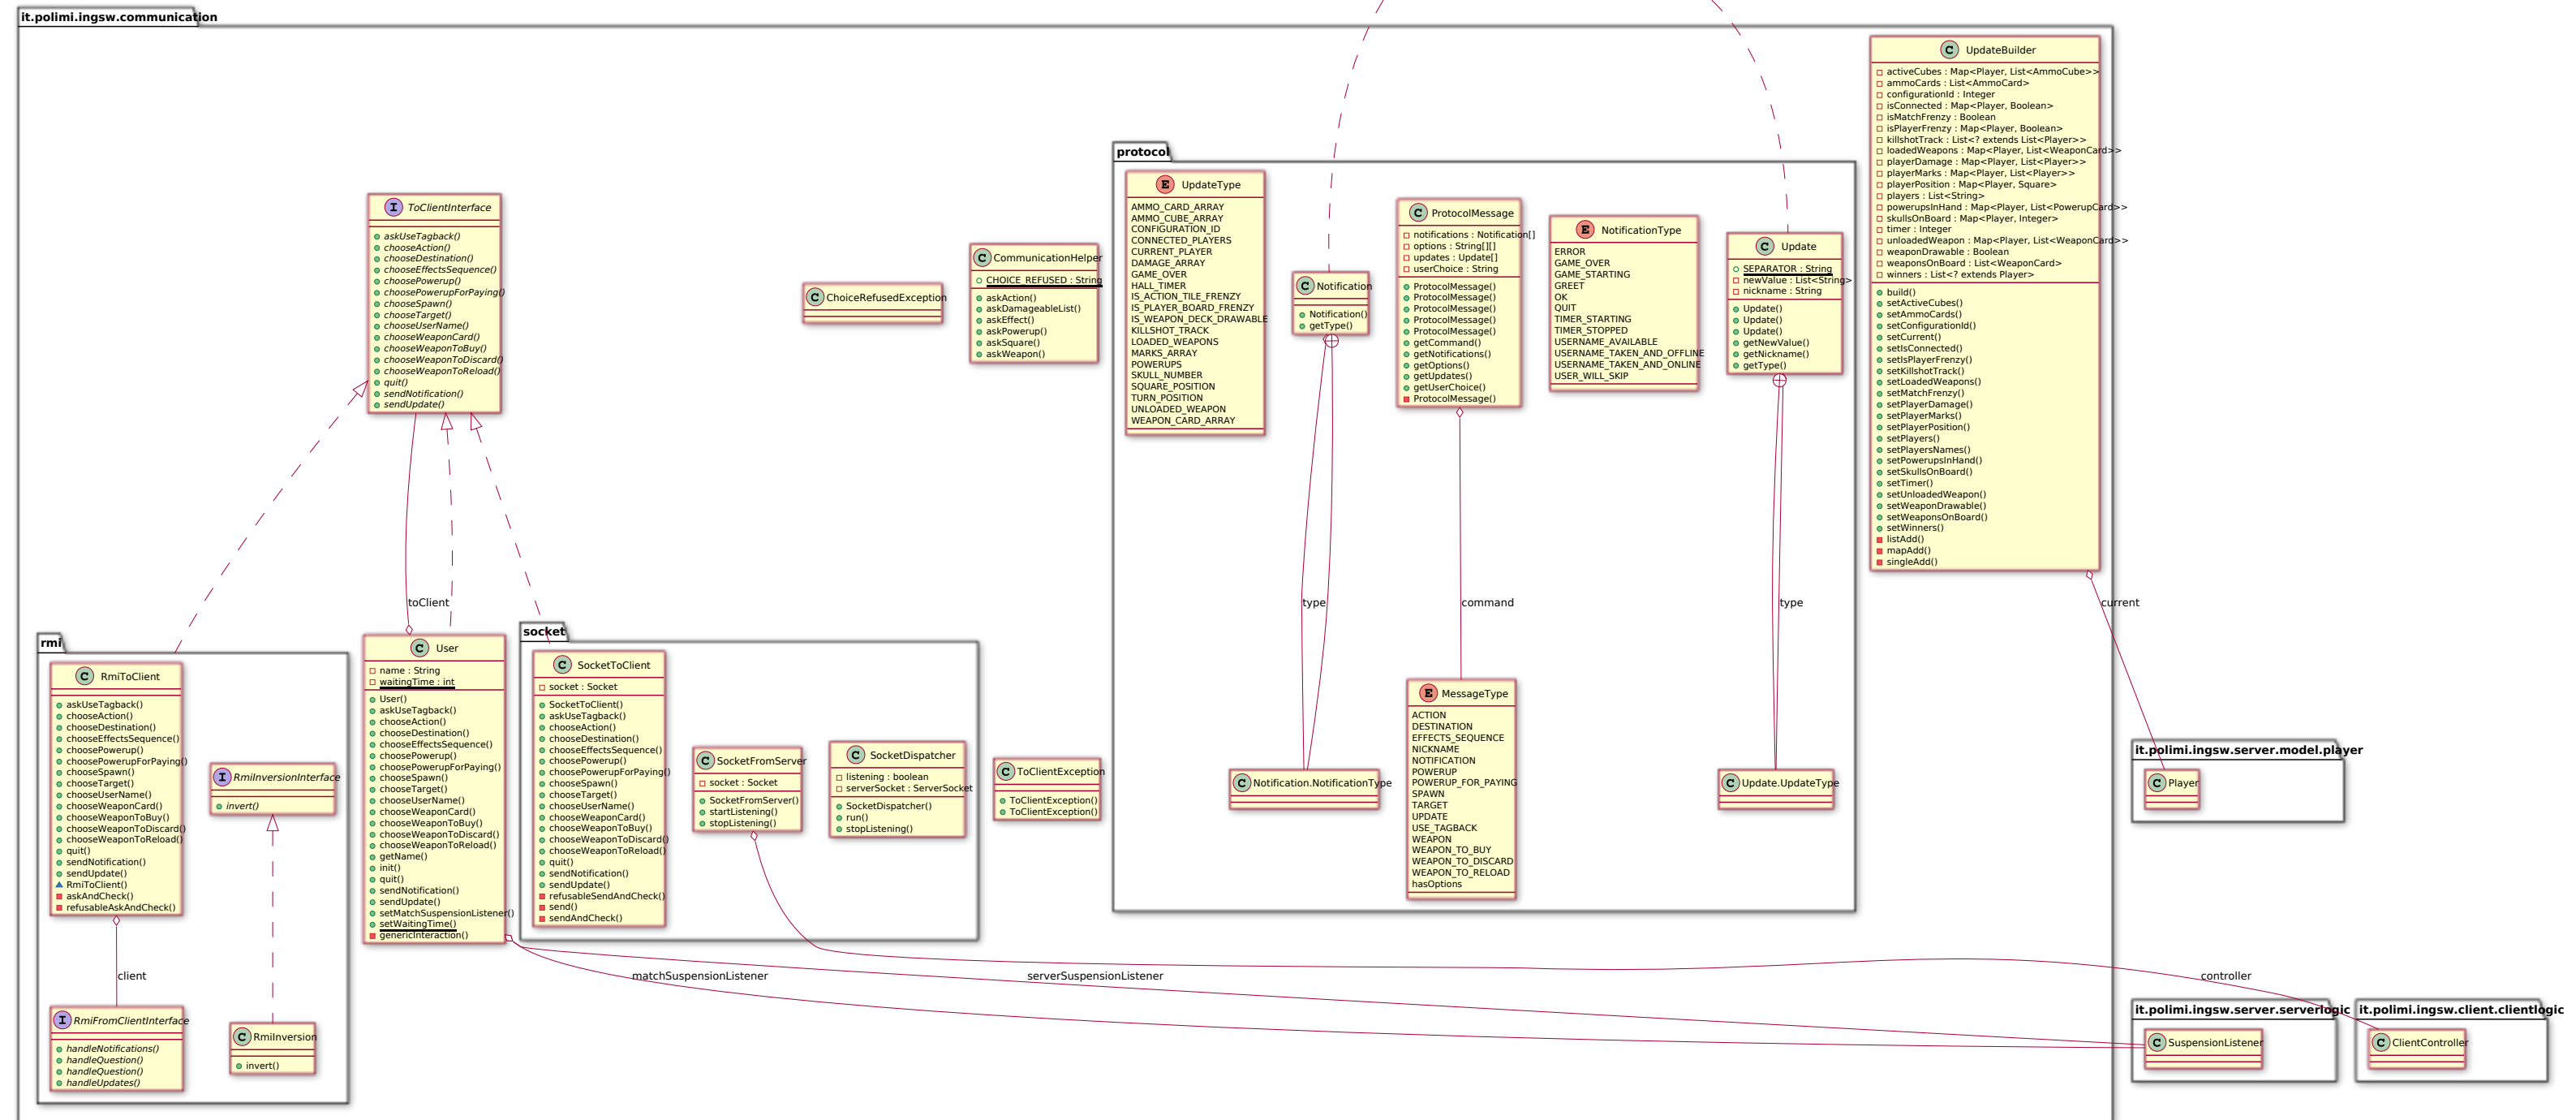 it.polimi.ingsw.communication
C UpdateBuilder
activeCubes : Map<Player, List<AmmoCube>>
ammoCards : List<AmmoCard>
configurationId : Integer
isConnected : Map<Player, Boolean>
isMatchFrenzy : Boolean
isPlayerFrenzy : Map<Player, Boolean>
killshotTrack : List<? extends List<Player>>
loadedWeapons : Map<Player, List<WeaponCard>>
playerDamage : Map<Player, List<Player>>
playerMarks : Map<Player, List<Player>>
playerPosition : Map<Player, Square>
players : List<String>
powerupsInHand : Map<Player, List<PowerupCard>>
skullsOnBoard : Map<Player, Integer>
timer : Integer
unloadedWeapon : Map<Player, List<WeaponCard>>
weaponDrawable : Boolean
weaponsOnBoard : List<WeaponCard>
winners : List<? extends Player>
build()
setActiveCubes()
setAmmoCards()
setConfigurationId()
setCurrent()
setIsConnected()
setIsPlayerFrenzy()
setKillshotTrack()
setLoadedWeapons()
setMatchFrenzy()
setPlayerDamage()
setPlayerMarks()
setPlayerPosition()
setPlayers()
setPlayersNames()
setPowerupsInHand()
setSkullsOnBoard()
setTimer()
setUnloadedWeapon()
setWeaponDrawable()
setWeaponsOnBoard()
setWinners()
listAdd()
mapAdd()
singleAdd()
protocol
E UpdateType
AMMO_CARD_ARRAY
AMMO_CUBE_ARRAY
CONFIGURATION_ID
CONNECTED_PLAYERS
CURRENT_PLAYER
DAMAGE_ARRAY
GAME_OVER
HALL_TIMER
IS_ACTION_TILE_FRENZY
IS_PLAYER_BOARD_FRENZY
IS_WEAPON_DECK_DRAWABLE
KILLSHOT_TRACK
LOADED_WEAPONS
MARKS_ARRAY
POWERUPS
SKULL_NUMBER
SQUARE_POSITION
TURN_POSITION
UNLOADED_WEAPON
WEAPON_CARD_ARRAY
C Notification
Notification()
getType()
C ProtocolMessage
notifications : Notification[]
options : String[][]
updates : Update[]
userChoice : String
ProtocolMessage()
ProtocolMessage()
ProtocolMessage()
ProtocolMessage()
ProtocolMessage()
getCommand()
getNotifications()
getOptions()
getUpdates()
getUserChoice()
ProtocolMessage()
E NotificationType
ERROR
GAME_OVER
GAME_STARTING
GREET
OK
QUIT
TIMER_STARTING
TIMER_STOPPED
USERNAME_AVAILABLE
USERNAME_TAKEN_AND_OFFLINE
USERNAME_TAKEN_AND_ONLINE
USER_WILL_SKIP
C Update
SEPARATOR : String
newValue : List<String>
nickname : String
Update()
Update()
Update()
getNewValue()
getNickname()
getType()
I ToClientInterface
askUseTagback()
chooseAction()
chooseDestination()
chooseEffectsSequence()
choosePowerup()
choosePowerupForPaying()
chooseSpawn()
chooseTarget()
chooseUserName()
chooseWeaponCard()
chooseWeaponToBuy()
chooseWeaponToDiscard()
chooseWeaponToReload()
quit()
sendNotification()
sendUpdate()
C ChoiceRefusedException
C CommunicationHelper
CHOICE_REFUSED : String
askAction()
askDamageableList()
askEffect()
askPowerup()
askSquare()
askWeapon()
toClient
type
command
type
current
rmi
C RmiToClient
askUseTagback()
chooseAction()
chooseDestination()
chooseEffectsSequence()
choosePowerup()
choosePowerupForPaying()
chooseSpawn()
chooseTarget()
chooseUserName()
chooseWeaponCard()
chooseWeaponToBuy()
chooseWeaponToDiscard()
chooseWeaponToReload()
quit()
sendNotification()
sendUpdate()
RmiToClient()
askAndCheck()
refusableAskAndCheck()
I RmiInversionInterface
invert()
C User
name : String
waitingTime : int
User()
askUseTagback()
chooseAction()
chooseDestination()
chooseEffectsSequence()
choosePowerup()
choosePowerupForPaying()
chooseSpawn()
chooseTarget()
chooseUserName()
chooseWeaponCard()
chooseWeaponToBuy()
chooseWeaponToDiscard()
chooseWeaponToReload()
getName()
init()
quit()
sendNotification()
sendUpdate()
setMatchSuspensionListener()
setWaitingTime()
genericInteraction()
socket
C SocketToClient
socket : Socket
SocketToClient()
askUseTagback()
chooseAction()
chooseDestination()
chooseEffectsSequence()
choosePowerup()
choosePowerupForPaying()
chooseSpawn()
chooseTarget()
chooseUserName()
chooseWeaponCard()
chooseWeaponToBuy()
chooseWeaponToDiscard()
chooseWeaponToReload()
quit()
sendNotification()
sendUpdate()
refusableSendAndCheck()
send()
sendAndCheck()
C SocketFromServer
socket : Socket
SocketFromServer()
startListening()
stopListening()
C SocketDispatcher
listening : boolean
serverSocket : ServerSocket
SocketDispatcher()
run()
stopListening()
C ToClientException
ToClientException()
ToClientException()
C Notification.NotificationType
E MessageType
ACTION
DESTINATION
EFFECTS_SEQUENCE
NICKNAME
NOTIFICATION
POWERUP
POWERUP_FOR_PAYING
SPAWN
TARGET
UPDATE
USE_TAGBACK
WEAPON
WEAPON_TO_BUY
WEAPON_TO_DISCARD
WEAPON_TO_RELOAD
hasOptions
C Update.UpdateType
it.polimi.ingsw.server.model.player
C Player
client
matchSuspensionListener
serverSuspensionListener
controller
I RmiFromClientInterface
handleNotifications()
handleQuestion()
handleQuestion()
handleUpdates()
C RmiInversion
invert()
it.polimi.ingsw.server.serverlogic
C SuspensionListener
it.polimi.ingsw.client.clientlogic
C ClientController